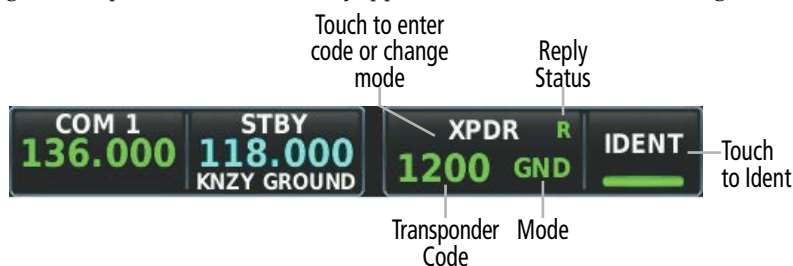 Touch to enter
code or change
mode
Reply
Status
COM 1
136.000
STBY
118.000
KNZY GROUND
XPDR R
1200 GND
IDENT
Touch
to Ident
Transponder
Code
Mode